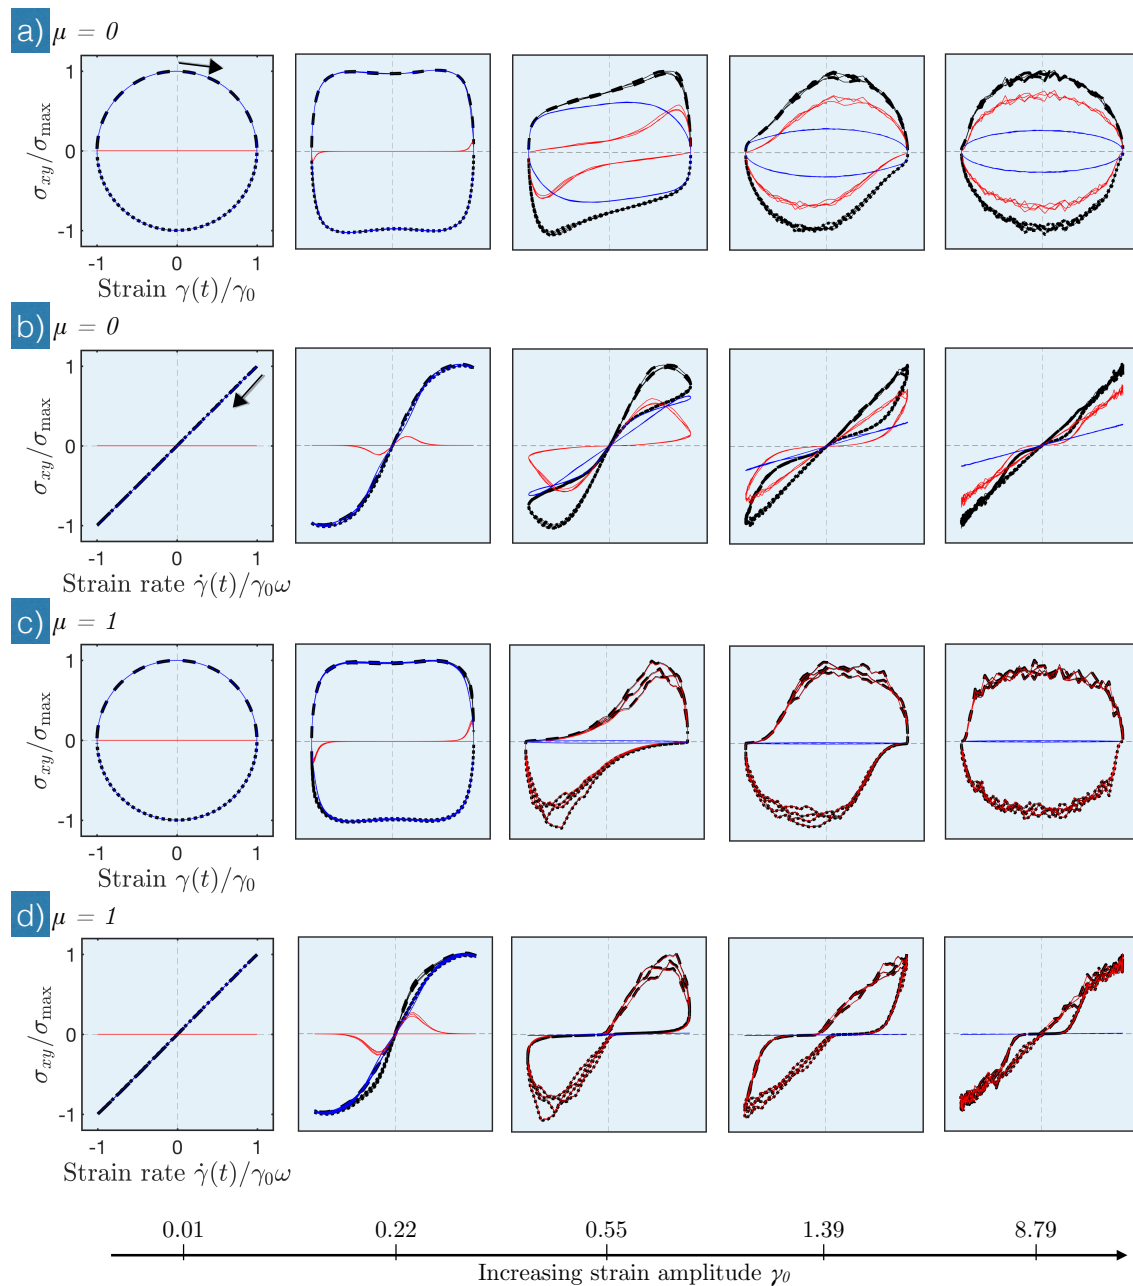 a) μ = 0
σxy/σmax
1
0
-1
-1 0 1
Strain γ(t)/γ0
b) μ = 0
σxy/σmax
1
0
-1
-1 0 1
Strain rate γ̇(t)/γ0ω
c) μ = 1
σxy/σmax
1
0
-1
-1 0 1
Strain γ(t)/γ0
d) μ = 1
σxy/σmax
1
0
-1
-1 0 1
Strain rate γ̇(t)/γ0ω
0.01 0.22 0.55 1.39 8.79
Increasing strain amplitude γ0